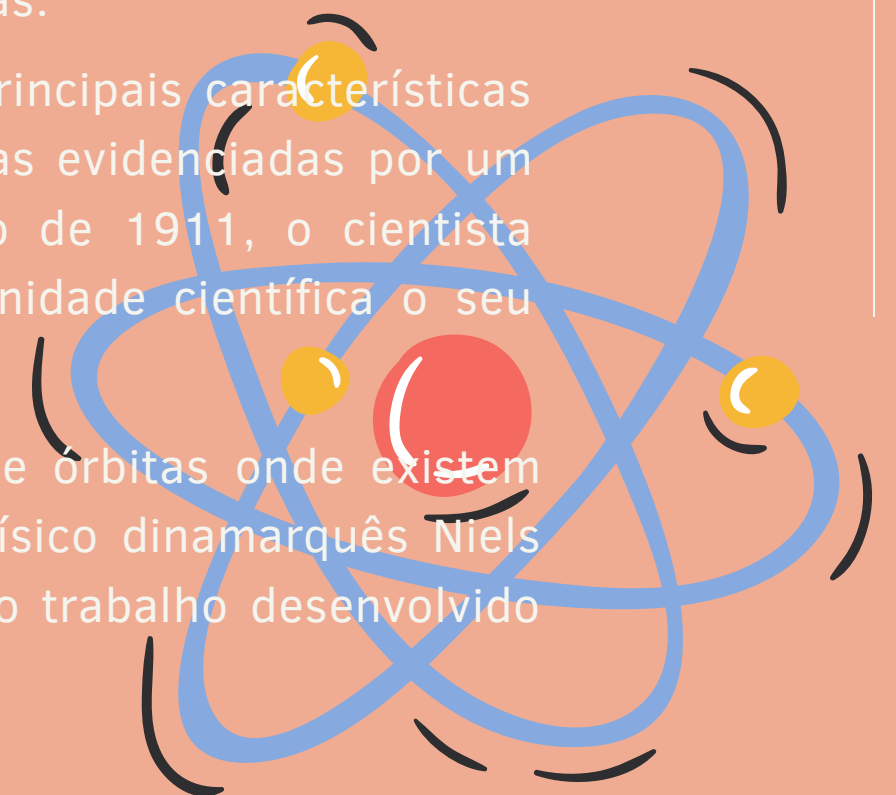 as.
rincipais características
as evidenciadas por um
o de 1911, o cientista
nidade científica o seu
e órbitas onde existem
ísico dinamarquês Niels
o trabalho desenvolvido